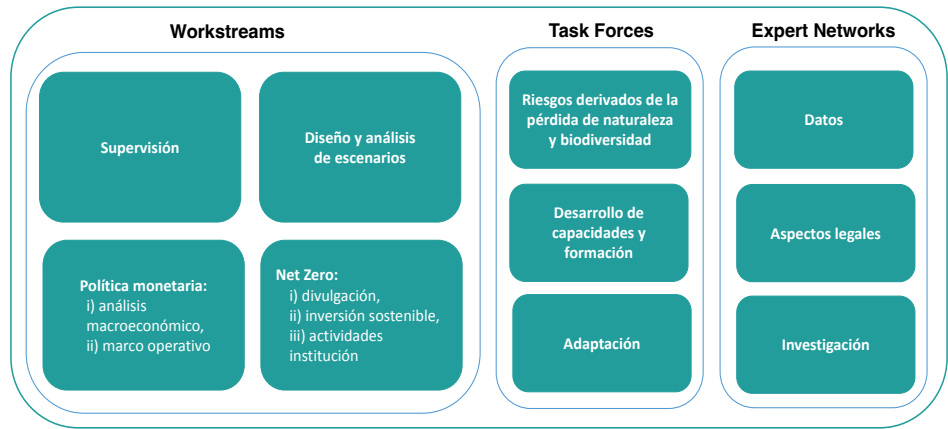 Workstreams
Supervisión
Diseño y análisis
de escenarios
Política monetaria:
i) análisis
macroeconómico,
ii) marco operativo
Net Zero:
i) divulgación,
ii) inversión sostenible,
iii) actividades
institución
Task Forces
Riesgos derivados de la
pérdida de naturaleza
y biodiversidad
Desarrollo de
capacidades y
formación
Adaptación
Expert Networks
Datos
Aspectos legales
Investigación